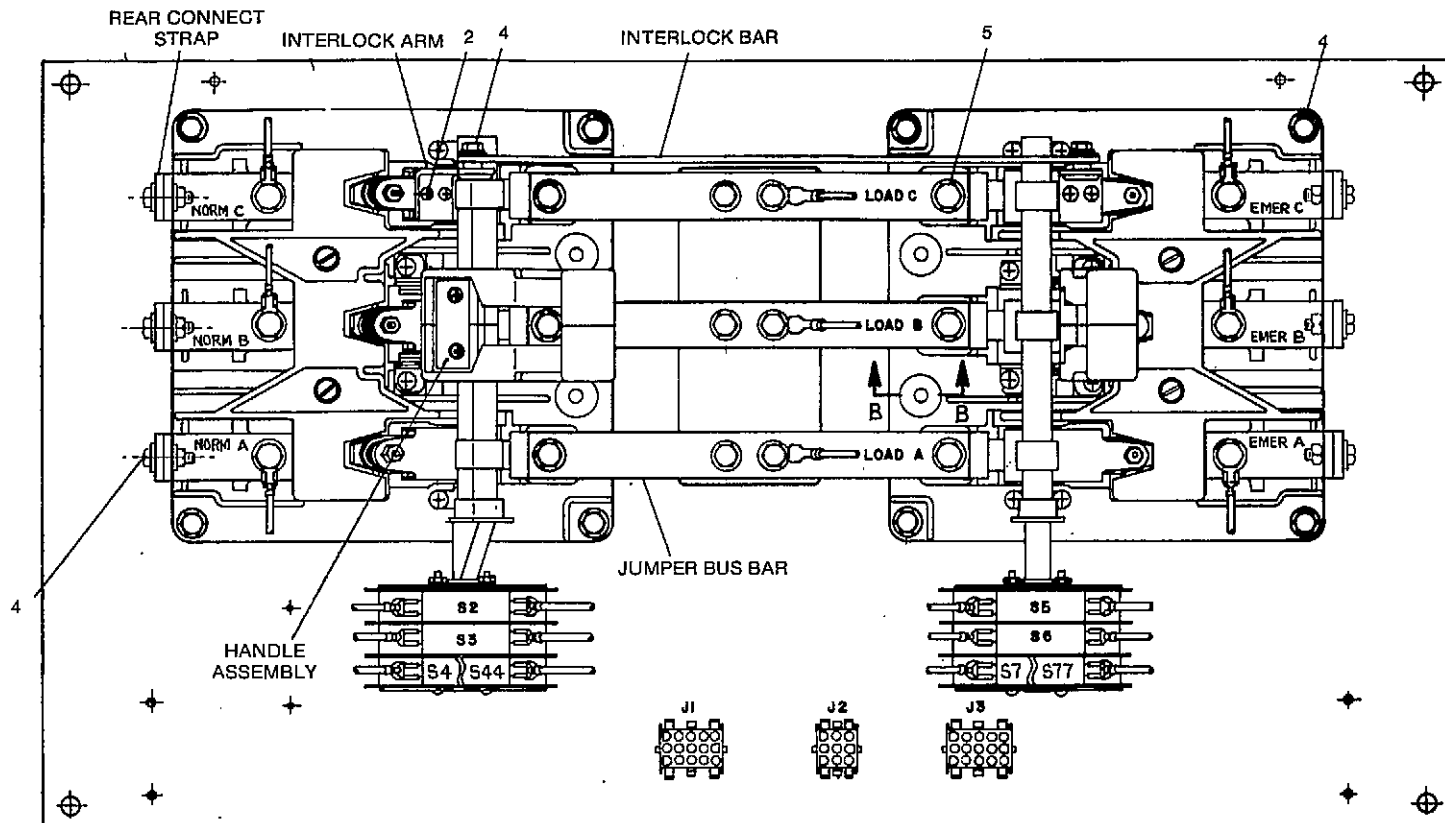 REAR CONNECT
STRAP
INTERLOCK ARM
2
4
INTERLOCK BAR
5
4
NORM C
LOAD C
EMER C
NORM B
LOAD B
EMER B
B B
NORM A
LOAD A
EMER A
JUMPER BUS BAR
4
HANDLE
ASSEMBLY
S2
S3
S4 S44
S5
S6
S7 S77
J1
J2
J3